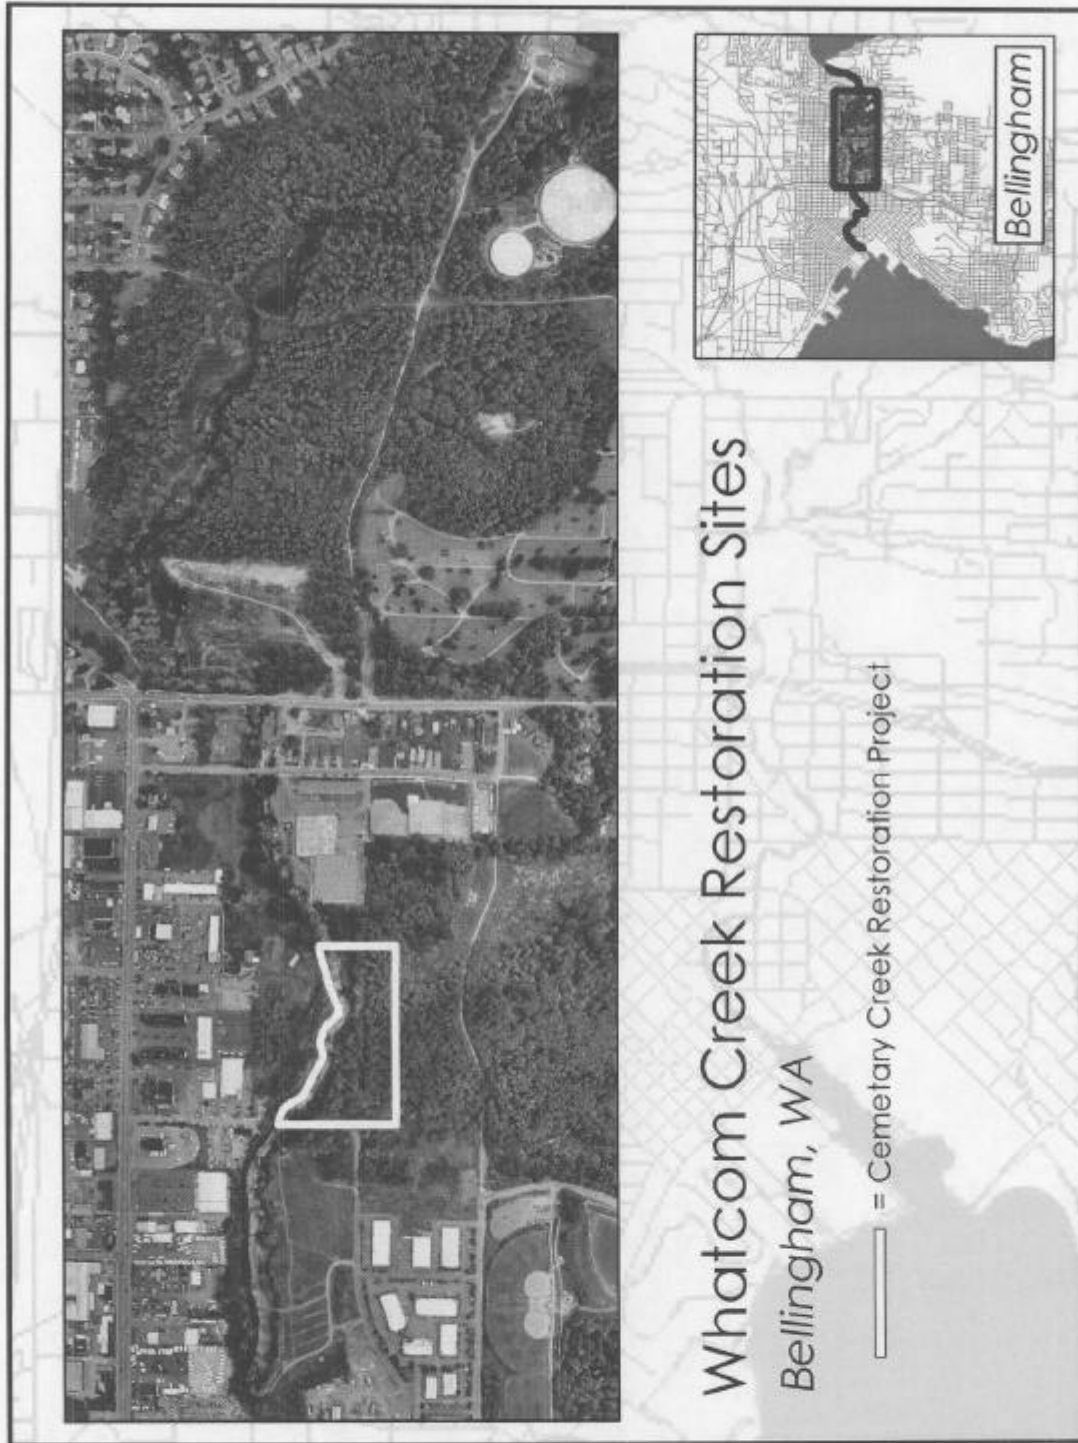 Whatcom Creek Restoration Sites
Bellingham, WA
= Cemetary Creek Restoration Project
Bellingham